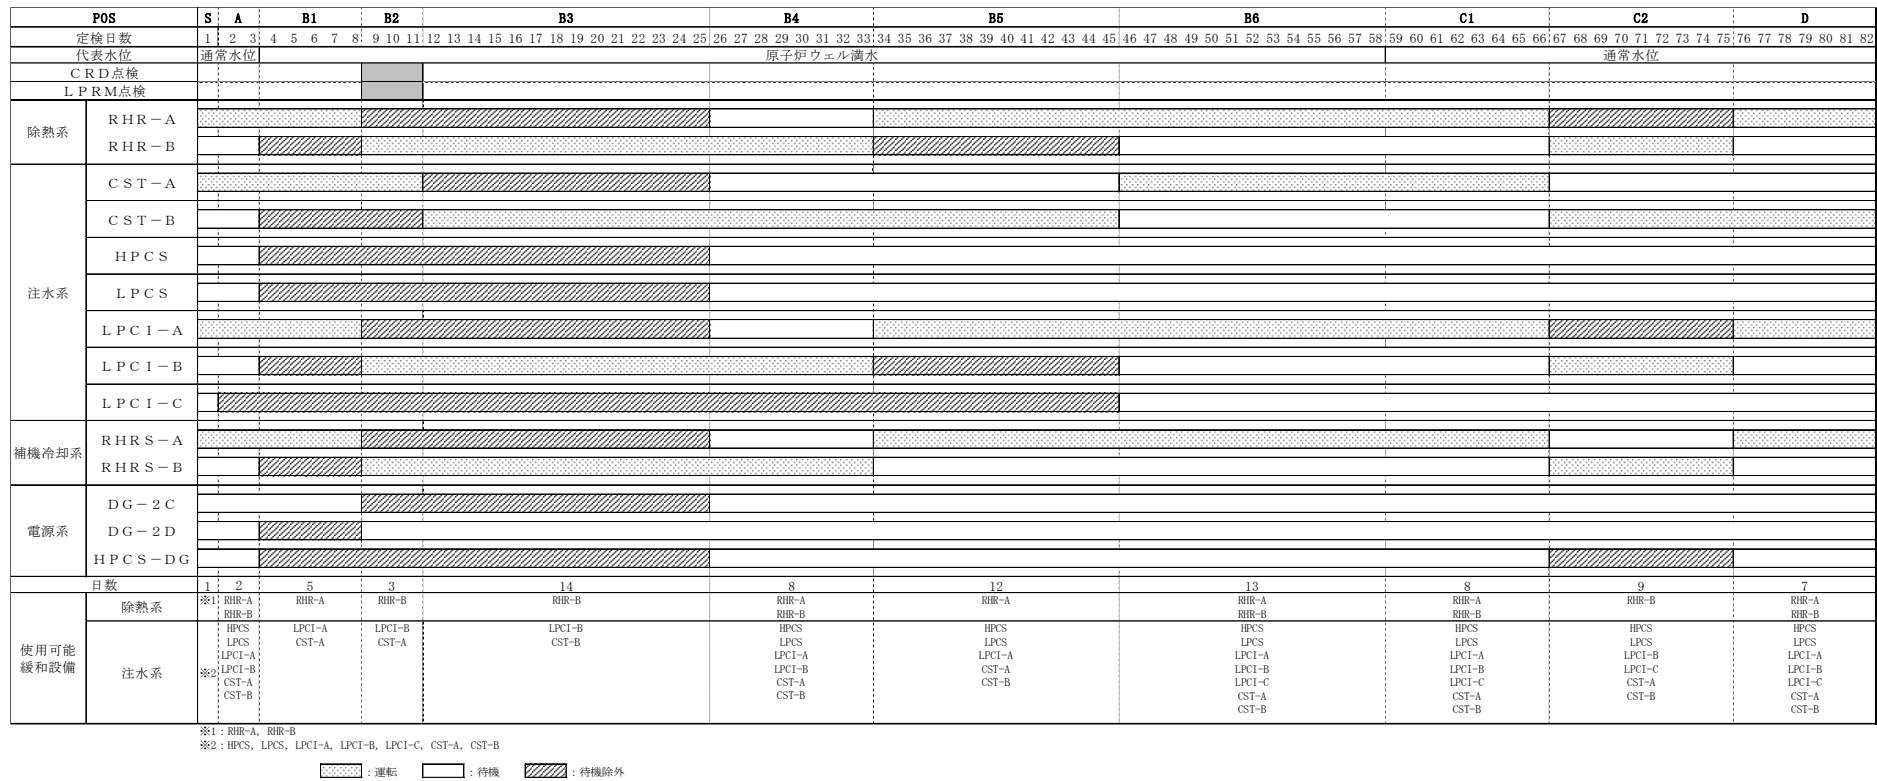 POS S A B1 B2 B3 B4 B5 B6 C1 C2 D
定検日数 1 2 3 4 5 6 7 8 9 10 11 12 13 14 15 16 17 18 19 20 21 22 23 24 25 26 27 28 29 30 31 32 33 34 35 36 37 38 39 40 41 42 43 44 45 46 47 48 49 50 51 52 53 54 55 56 57 58 59 60 61 62 63 64 65 66 67 68 69 70 71 72 73 74 75 76 77 78 79 80 81 82
代表水位 通常水位 原子炉ウェル満水 通常水位
ＣＲＤ点検
ＬＰＲＭ点検
除熱系
ＲＨＲ－Ａ
ＲＨＲ－Ｂ
注水系
ＣＳＴ－Ａ
ＣＳＴ－Ｂ
ＨＰＣＳ
ＬＰＣＳ
ＬＰＣＩ－Ａ
ＬＰＣＩ－Ｂ
ＬＰＣＩ－Ｃ
補機冷却系
ＲＨＲＳ－Ａ
ＲＨＲＳ－Ｂ
電源系
ＤＧ－２Ｃ
ＤＧ－２Ｄ
ＨＰＣＳ－ＤＧ
日数 1 2 5 3 14 8 12 13 8 9 7
使用可能
緩和設備
除熱系 ※1 RHR-A RHR-A RHR-B RHR-B RHR-A RHR-A RHR-A RHR-A RHR-B RHR-A
RHR-B RHR-B RHR-B RHR-B RHR-B
注水系 ※2
HPCS LPCI-A LPCI-B LPCI-B HPCS HPCS HPCS HPCS HPCS HPCS
LPCS CST-A CST-A CST-B LPCS LPCS LPCS LPCS LPCS LPCS
LPCI-A LPCI-A LPCI-A LPCI-A LPCI-A LPCI-B LPCI-A
LPCI-B LPCI-B CST-A LPCI-B LPCI-B LPCI-C LPCI-B
CST-A CST-A CST-B LPCI-C LPCI-C CST-A LPCI-C
CST-B CST-B CST-A CST-A CST-B CST-A
CST-B CST-B CST-B
※1：RHR-A, RHR-B
※2：HPCS, LPCS, LPCI-A, LPCI-B, LPCI-C, CST-A, CST-B
：運転 ：待機 ：待機除外